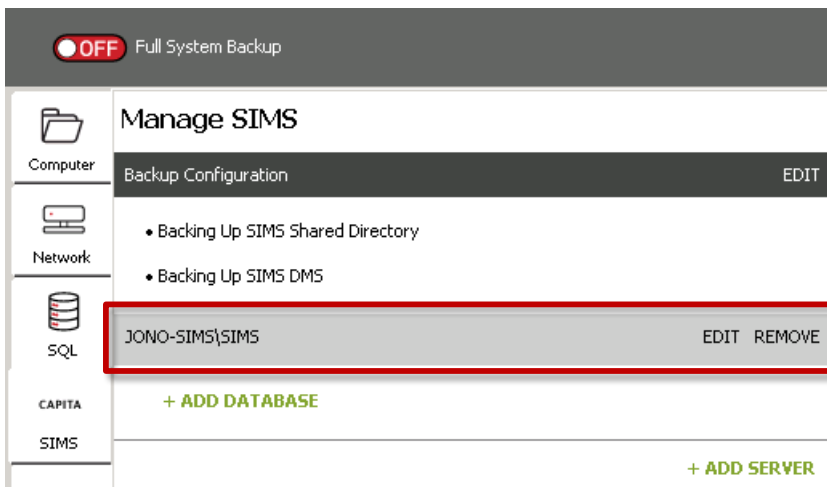 OFF Full System Backup
Computer
Network
SQL
CAPITA
SIMS
Manage SIMS
Backup Configuration EDIT
• Backing Up SIMS Shared Directory
• Backing Up SIMS DMS
JONO-SIMS\SIMS EDIT REMOVE
+ ADD DATABASE
+ ADD SERVER